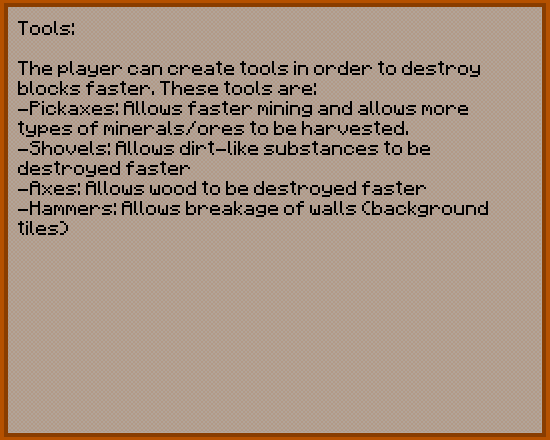 Tools:
The player can create tools in order to destroy
blocks faster. These tools are:
-Pickaxes: Allows faster mining and allows more
types of minerals/ores to be harvested.
-Shovels: Allows dirt-like substances to be
destroyed faster
-Axes: Allows wood to be destroyed faster
-Hammers: Allows breakage of walls (background
tiles)